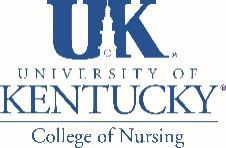 UK
UNIVERSITY OF
KENTUCKY®
College of Nursing